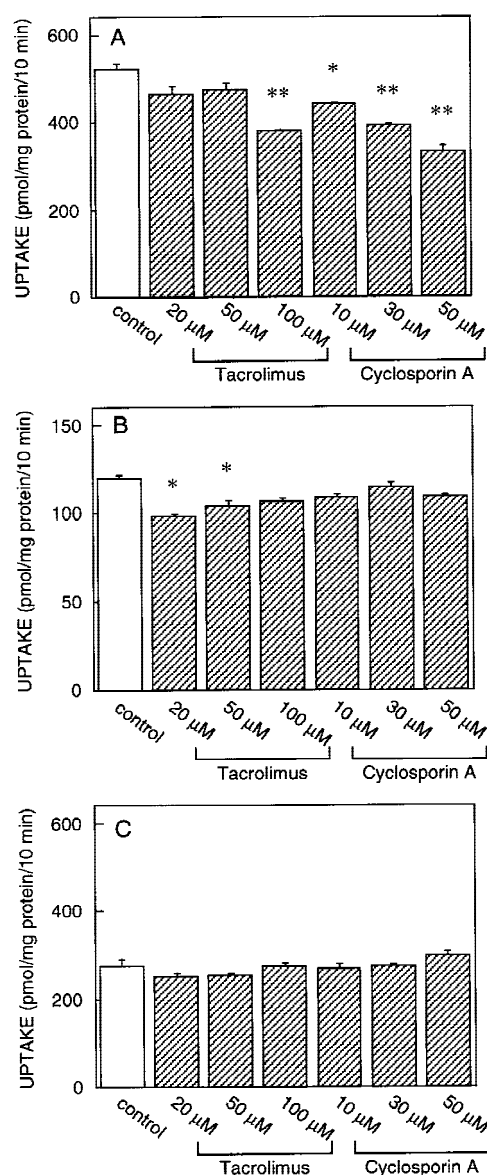 A
UPTAKE (pmol/mg protein/10 min)
600
400
200
0
**
*
**
**
control
20 μM
50 μM
100 μM
10 μM
30 μM
50 μM
Tacrolimus
Cyclosporin A
B
UPTAKE (pmol/mg protein/10 min)
150
100
50
0
*
*
control
20 μM
50 μM
100 μM
10 μM
30 μM
50 μM
Tacrolimus
Cyclosporin A
C
UPTAKE (pmol/mg protein/10 min)
600
400
200
0
control
20 μM
50 μM
100 μM
10 μM
30 μM
50 μM
Tacrolimus
Cyclosporin A